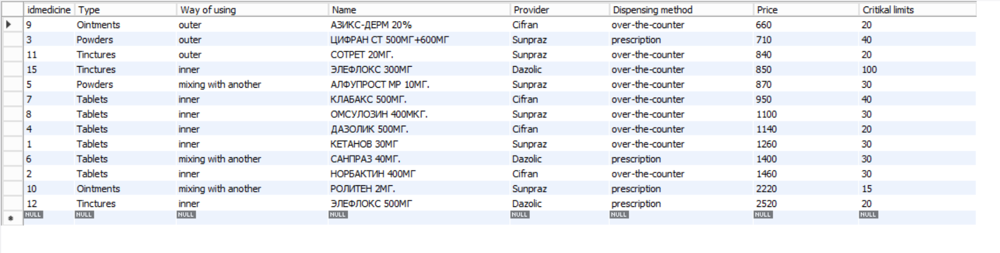 idmedicine Type Way of using Name Provider Dispensing method Price Critikal limits
9 Ointments outer АЗИКС-ДЕРМ 20% Cifran over-the-counter 660 20
3 Powders outer ЦИФРАН СТ 500МГ+600МГ Sunpraz prescription 710 40
11 Tinctures outer СОТРЕТ 20МГ. Sunpraz over-the-counter 840 20
15 Tinctures inner ЭЛЕФЛОКС 300МГ Dazolic over-the-counter 850 100
5 Powders mixing with another АЛФУПРОСТ МР 10МГ. Sunpraz over-the-counter 870 30
7 Tablets inner КЛАБАКС 500МГ. Cifran over-the-counter 950 40
8 Tablets inner ОМСУЛОЗИН 400МКГ. Sunpraz over-the-counter 1100 30
4 Tablets inner ДАЗОЛИК 500МГ. Cifran over-the-counter 1140 20
1 Tablets inner КЕТАНОВ 30МГ Sunpraz over-the-counter 1260 30
6 Tablets mixing with another САНПРАЗ 40МГ. Dazolic prescription 1400 30
2 Tablets inner НОРБАКТИН 400МГ Cifran over-the-counter 1460 30
10 Ointments mixing with another РОЛИТЕН 2МГ. Sunpraz prescription 2220 15
12 Tinctures inner ЭЛЕФЛОКС 500МГ Dazolic prescription 2520 20
NULL NULL NULL NULL NULL NULL NULL NULL